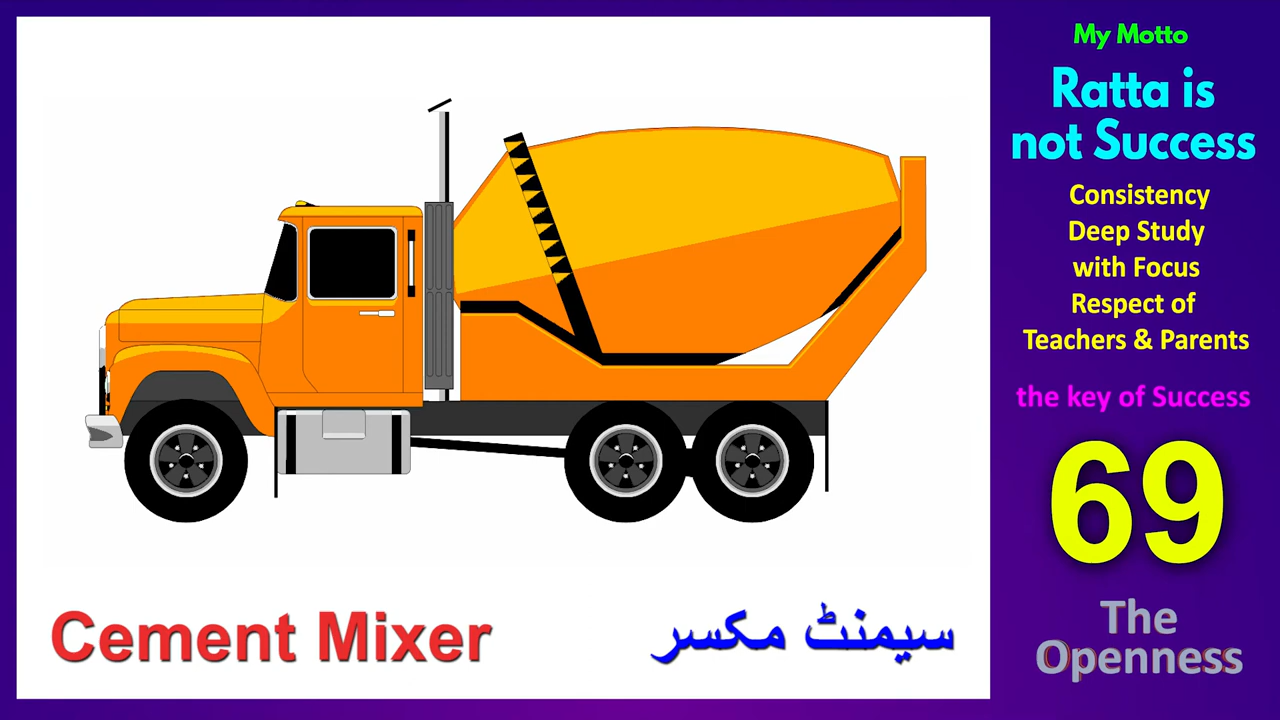 Cement Mixer
سیمنٹ مکسر
My Motto
Ratta is
not Success
Consistency
Deep Study
with Focus
Respect of
Teachers & Parents
the key of Success
69
The
Openness